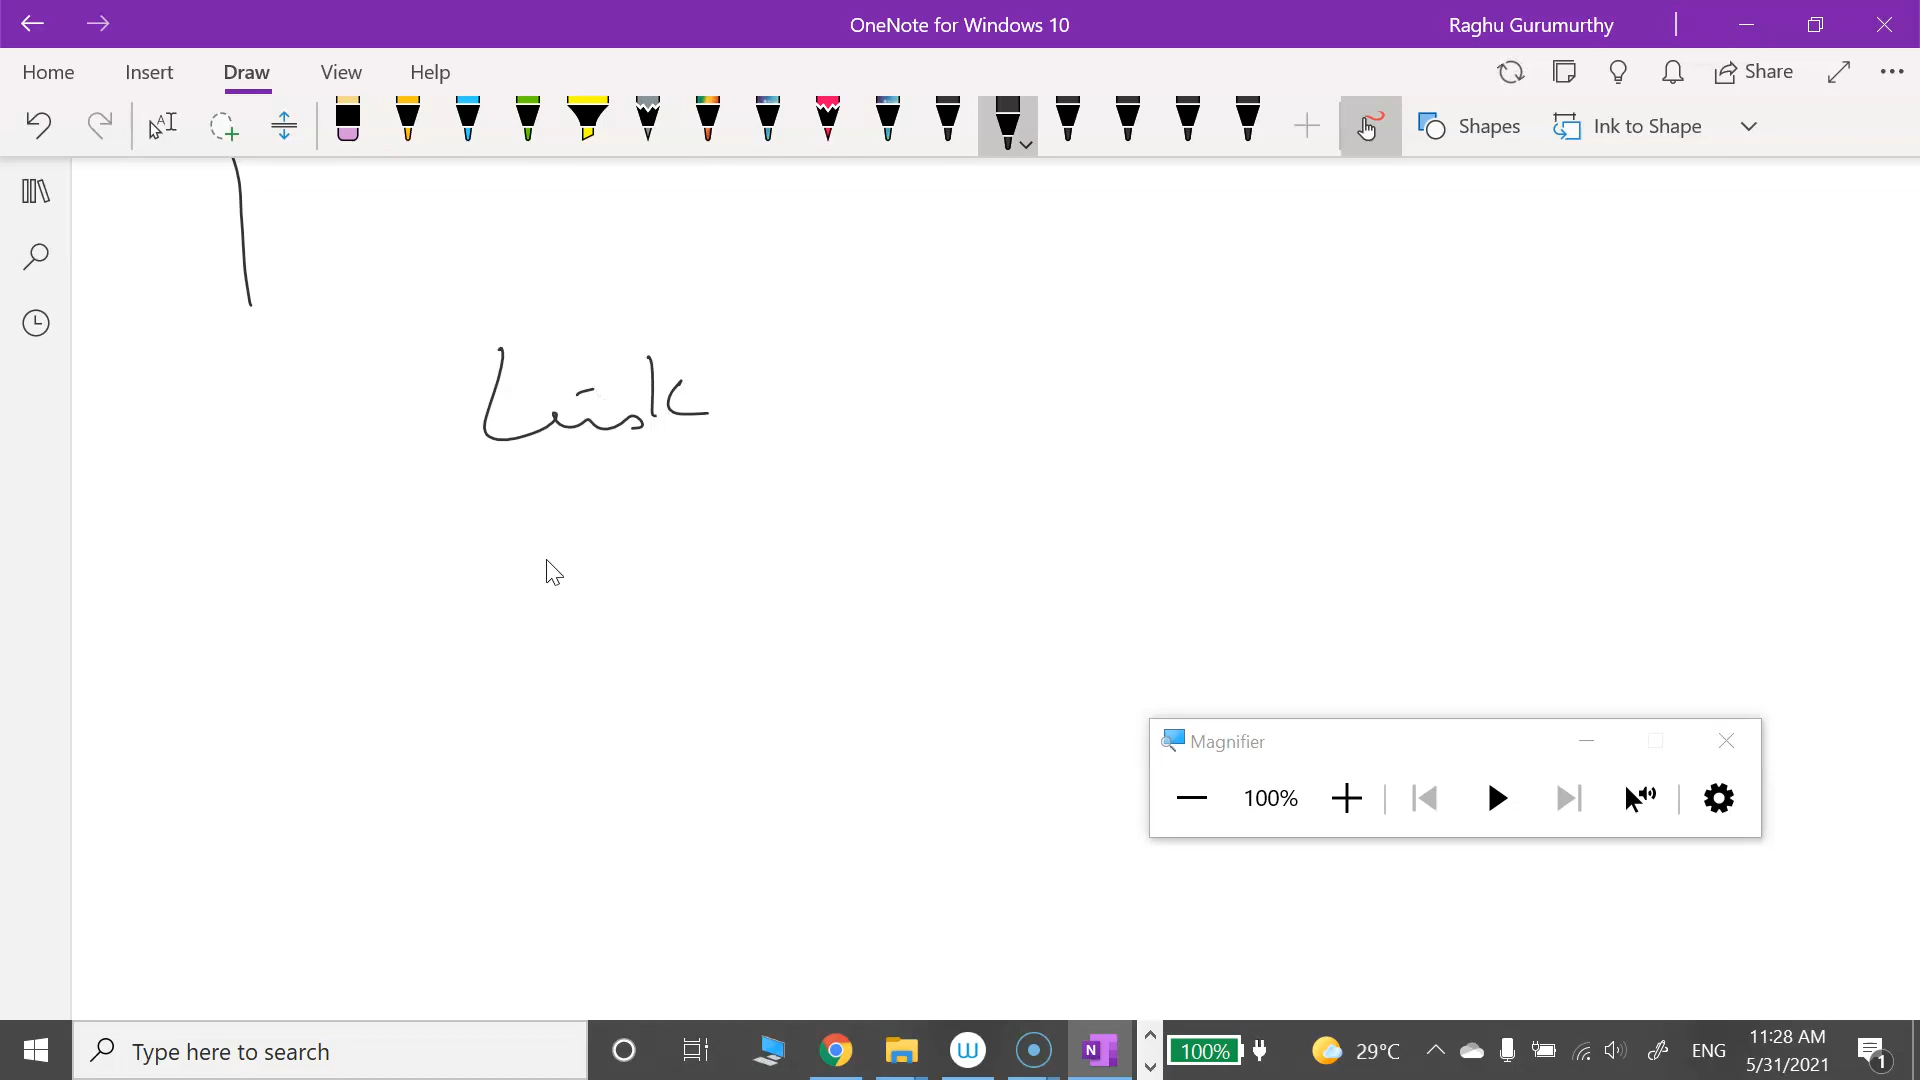 OneNote for Windows 10
Raghu Gurumurthy
Home Insert Draw View Help Share
Shapes Ink to Shape
Link
Magnifier
100%
Type here to search
100% 29°C ENG 11:28 AM
5/31/2021
1